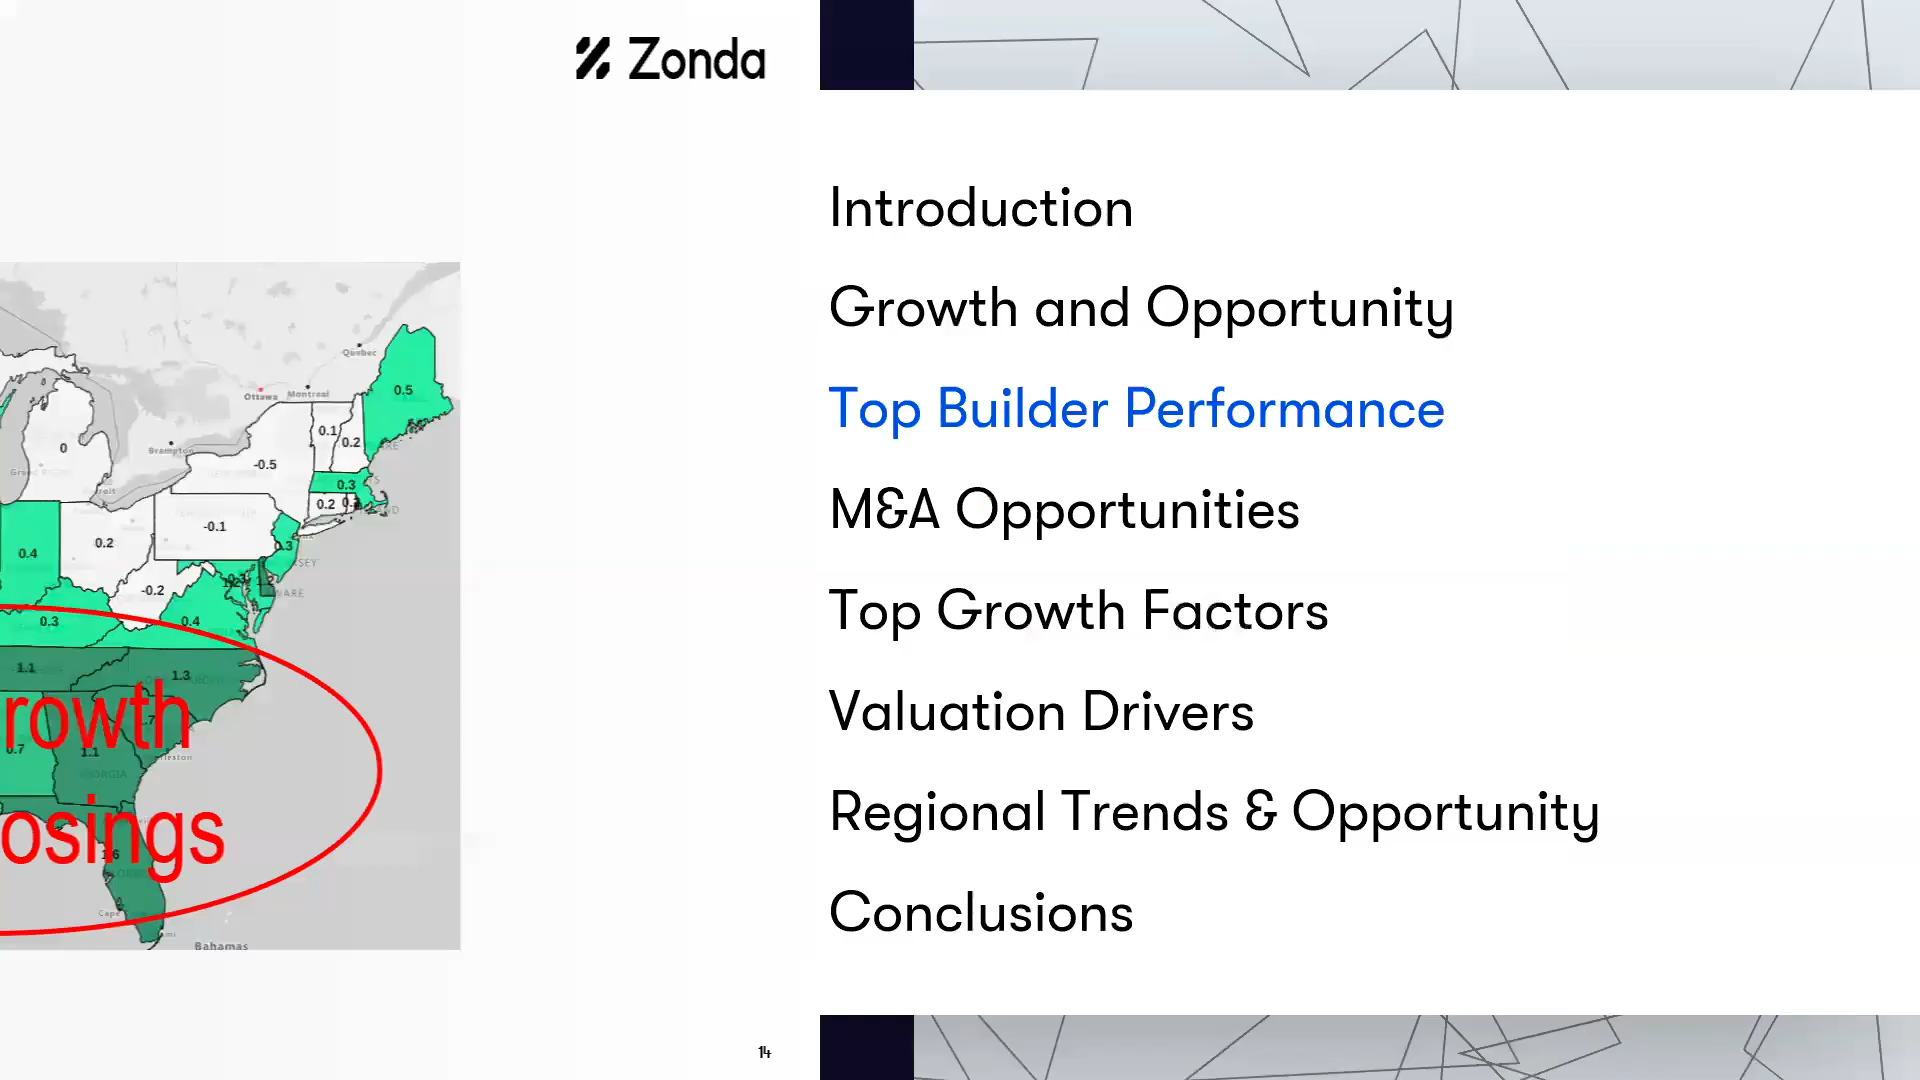 Zonda
Introduction
Growth and Opportunity
Top Builder Performance
M&A Opportunities
Top Growth Factors
Valuation Drivers
Regional Trends & Opportunity
Conclusions
Quebec
Ottawa
Montreal
0.5
0.1
0.2
0
Brampton
-0.5
0.3
0.2
-0.1
0.4
0.2
-0.2
0.3
0.4
1.1
1.3
rowth
0.7
1.1
osings
Bahamas
14